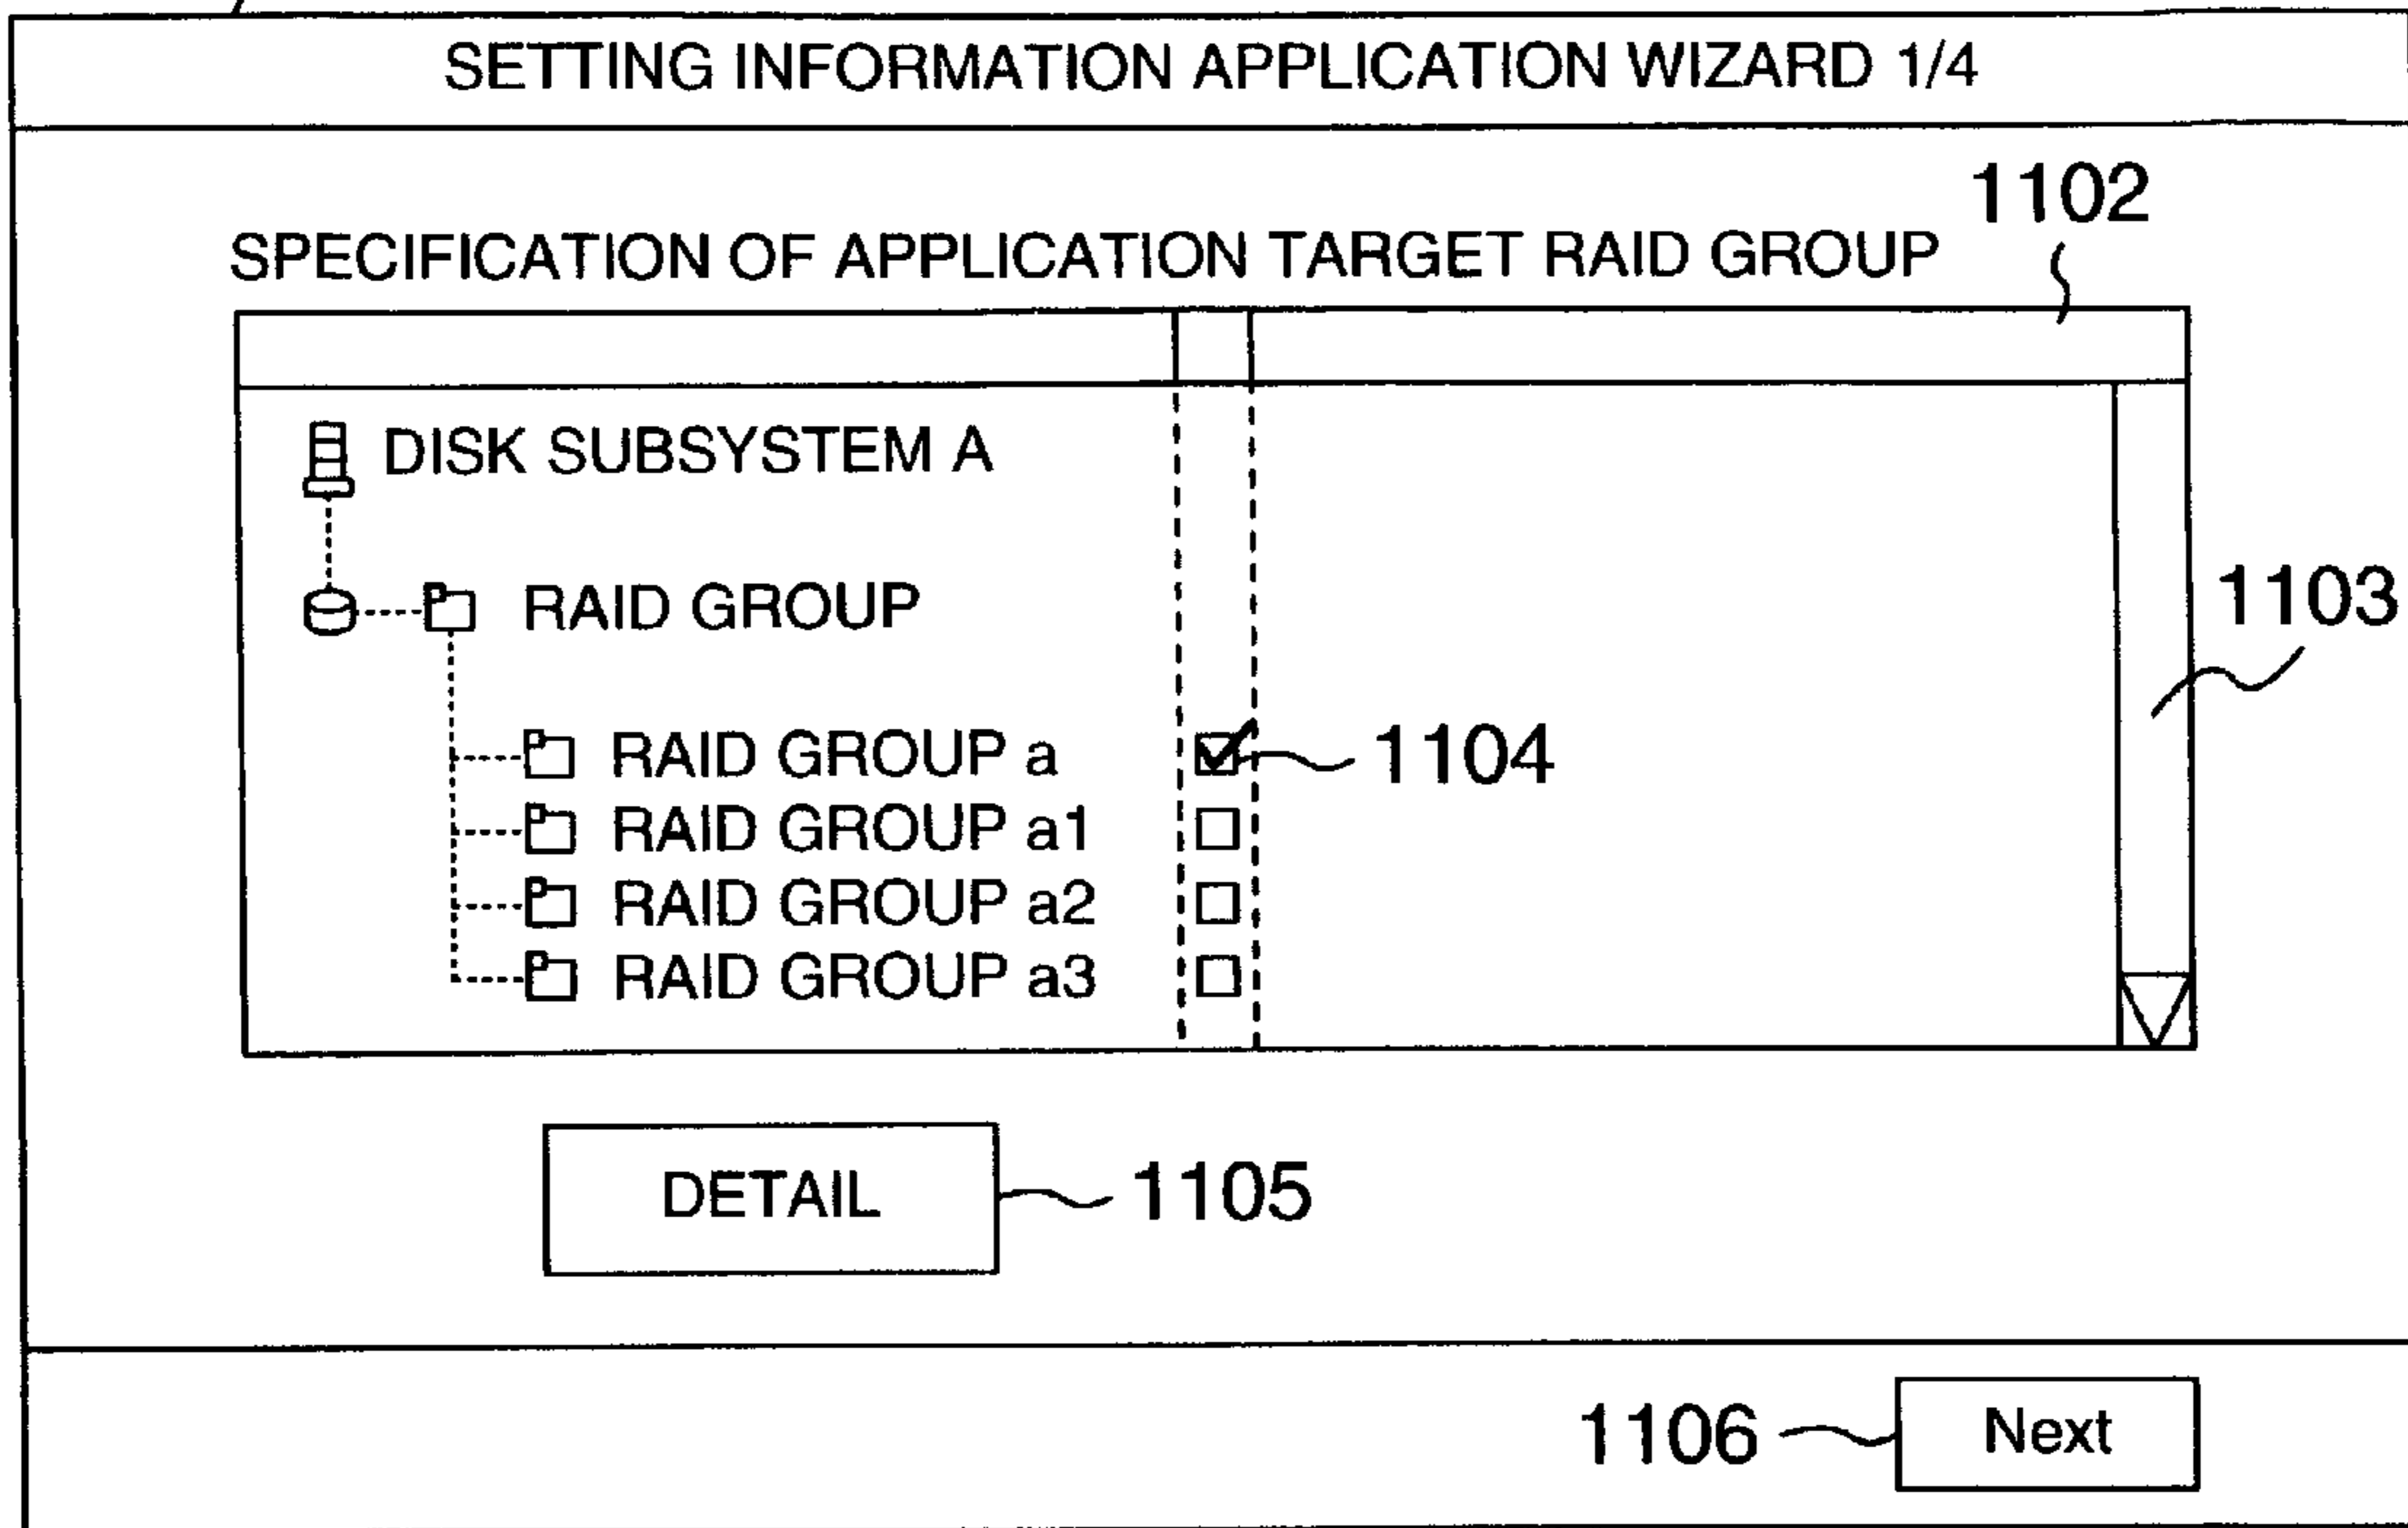 SETTING INFORMATION APPLICATION WIZARD 1/4
1102
SPECIFICATION OF APPLICATION TARGET RAID GROUP
DISK SUBSYSTEM A
RAID GROUP
1103
RAID GROUP a
1104
RAID GROUP a1
RAID GROUP a2
RAID GROUP a3
DETAIL
1105
1106
Next